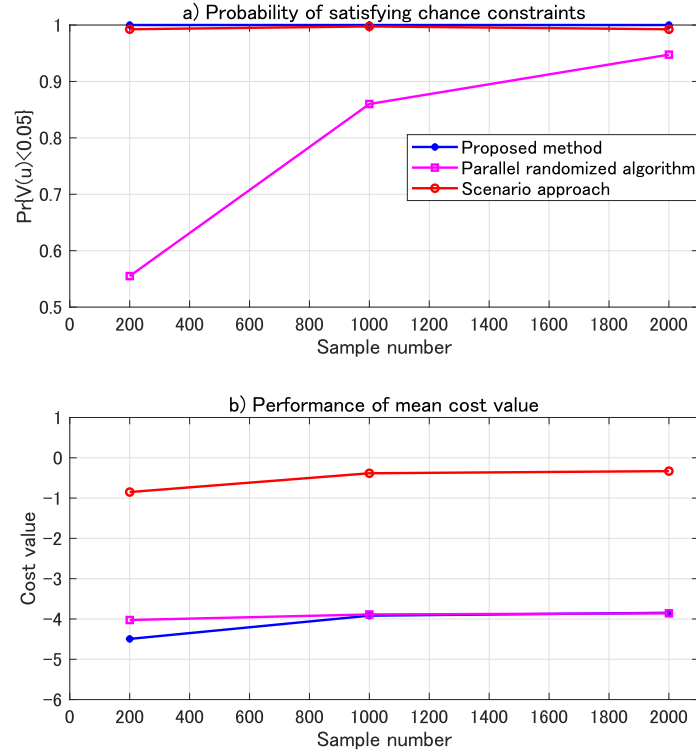 a) Probability of satisfying chance constraints
1
0.9
0.8
0.7
0.6
0.5
Pr{V(u)<0.05}
Proposed method
Parallel randomized algorithm
Scenario approach
0 200 400 600 800 1000 1200 1400 1600 1800 2000
Sample number
b) Performance of mean cost value
1
0
-1
-2
-3
-4
-5
-6
Cost value
0 200 400 600 800 1000 1200 1400 1600 1800 2000
Sample number